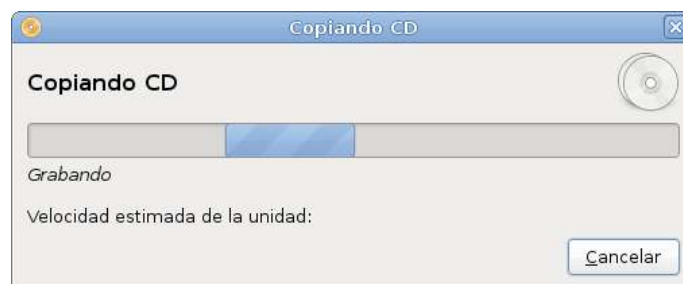 Copiando CD
Copiando CD
Grabando
Velocidad estimada de la unidad:
Cancelar